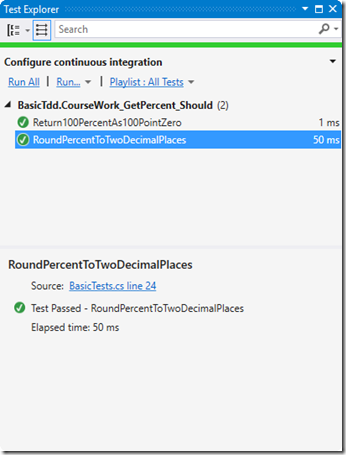 Test Explorer
Search
Configure continuous integration
Run All | Run... | Playlist : All Tests
BasicTdd.CourseWork_GetPercent_Should (2)
Return100PercentAs100PointZero 1 ms
RoundPercentToTwoDecimalPlaces 50 ms
RoundPercentToTwoDecimalPlaces
Source: BasicTests.cs line 24
Test Passed - RoundPercentToTwoDecimalPlaces
Elapsed time: 50 ms